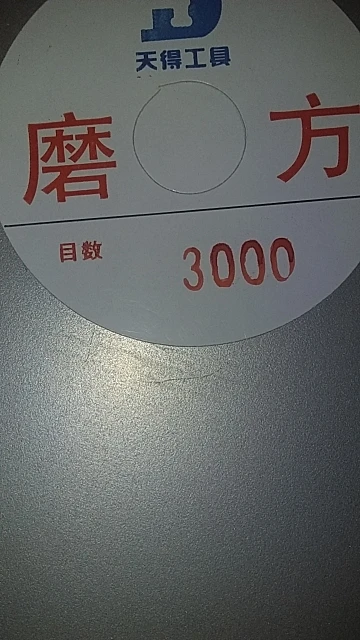 天得工具
磨 方
目数 3000